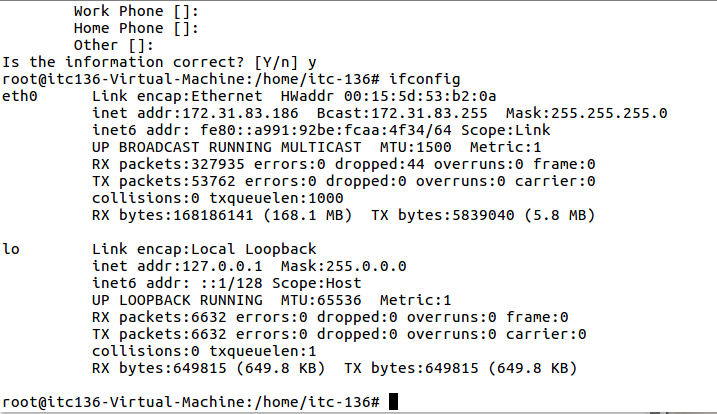 Work Phone []:
Home Phone []:
Other []:
Is the information correct? [Y/n] y
root@itc136-Virtual-Machine:/home/itc-136# ifconfig
eth0      Link encap:Ethernet  HWaddr 00:15:5d:53:b2:0a
          inet addr:172.31.83.186  Bcast:172.31.83.255  Mask:255.255.255.0
          inet6 addr: fe80::a991:92be:fcaa:4f34/64 Scope:Link
          UP BROADCAST RUNNING MULTICAST  MTU:1500  Metric:1
          RX packets:327935 errors:0 dropped:44 overruns:0 frame:0
          TX packets:53762 errors:0 dropped:0 overruns:0 carrier:0
          collisions:0 txqueuelen:1000
          RX bytes:168186141 (168.1 MB)  TX bytes:5839040 (5.8 MB)

lo        Link encap:Local Loopback
          inet addr:127.0.0.1  Mask:255.0.0.0
          inet6 addr: ::1/128 Scope:Host
          UP LOOPBACK RUNNING  MTU:65536  Metric:1
          RX packets:6632 errors:0 dropped:0 overruns:0 frame:0
          TX packets:6632 errors:0 dropped:0 overruns:0 carrier:0
          collisions:0 txqueuelen:1
          RX bytes:649815 (649.8 KB)  TX bytes:649815 (649.8 KB)

root@itc136-Virtual-Machine:/home/itc-136#